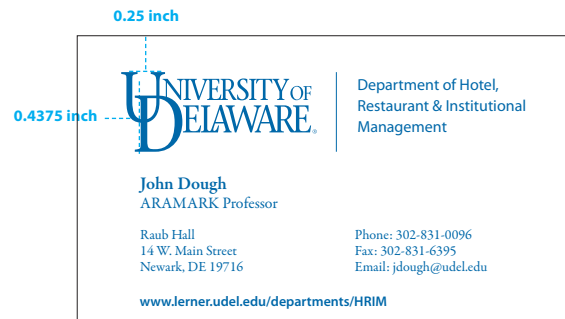 0.25 inch
0.4375 inch
UNIVERSITY OF
DELAWARE®
Department of Hotel,
Restaurant & Institutional
Management
John Dough
ARAMARK Professor
Raub Hall
14 W. Main Street
Newark, DE 19716
Phone: 302-831-0096
Fax: 302-831-6395
Email: jdough@udel.edu
www.lerner.udel.edu/departments/HRIM